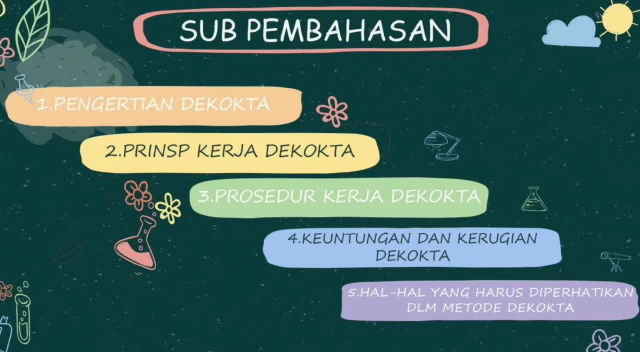 SUB PEMBAHASAN
1.PENGERTIAN DEKOKTA
2.PRINSP KERJA DEKOKTA
3.PROSEDUR KERJA DEKOKTA
4.KEUNTUNGAN DAN KERUGIAN
DEKOKTA
5.HAL-HAL YANG HARUS DIPERHATIKAN
DLM METODE DEKOKTA